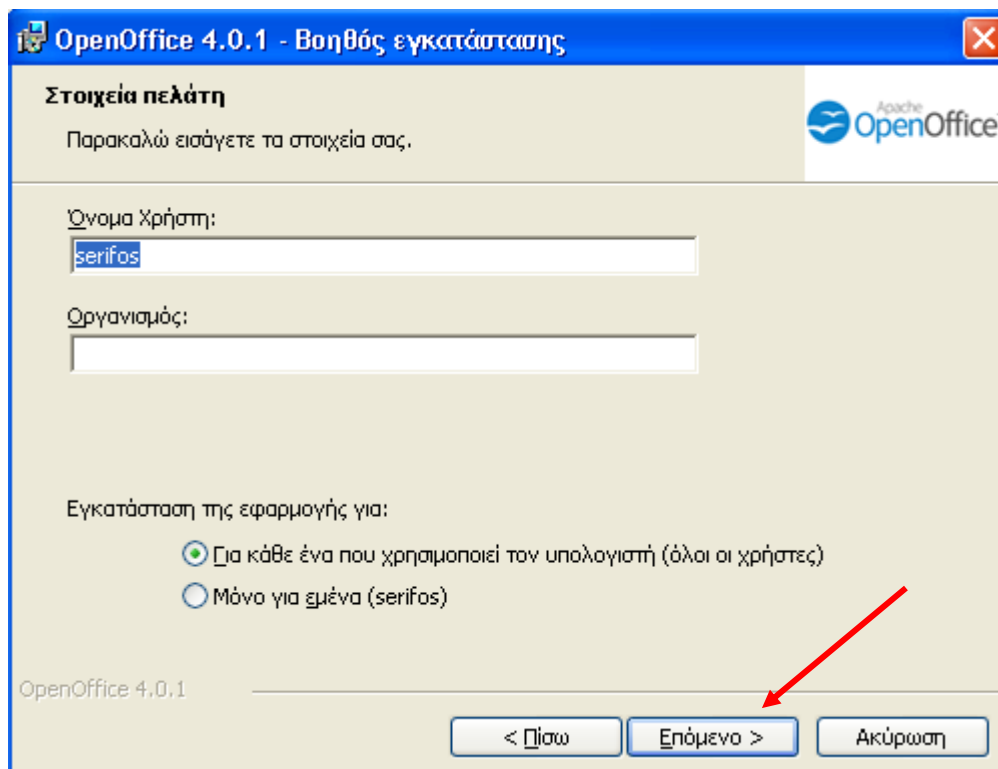 OpenOffice 4.0.1 - Βοηθός εγκατάστασης
Στοιχεία πελάτη
Παρακαλώ εισάγετε τα στοιχεία σας.
Apache
OpenOffice
Όνομα Χρήστη:
serifos
Οργανισμός:
Εγκατάσταση της εφαρμογής για:
Για κάθε ένα που χρησιμοποιεί τον υπολογιστή (όλοι οι χρήστες)
Μόνο για εμένα (serifos)
OpenOffice 4.0.1
< Πίσω
Επόμενο >
Ακύρωση